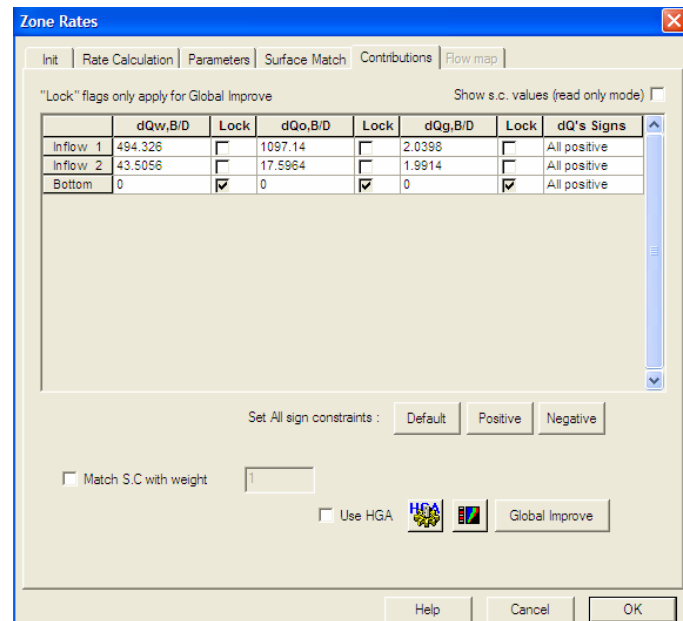 Zone Rates
Init Rate Calculation Parameters Surface Match Contributions Flow map
"Lock" flags only apply for Global Improve Show s.c. values (read only mode)
dQw,B/D Lock dQo,B/D Lock dQg,B/D Lock dQ's Signs
Inflow 1 494.326 1097.14 2.0398 All positive
Inflow 2 43.5056 17.5964 1.9914 All positive
Bottom 0 0 0 All positive
Set All sign constraints : Default Positive Negative
Match S.C with weight 1
Use HGA HGA Global Improve
Help Cancel OK